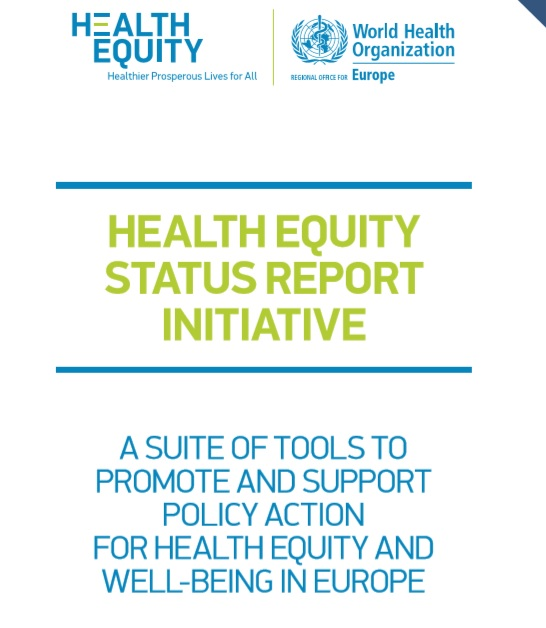 HEALTH
EQUITY
Healthier Prosperous Lives for All
World Health
Organization
REGIONAL OFFICE FOR Europe
HEALTH EQUITY
STATUS REPORT
INITIATIVE
A SUITE OF TOOLS TO
PROMOTE AND SUPPORT
POLICY ACTION
FOR HEALTH EQUITY AND
WELL-BEING IN EUROPE